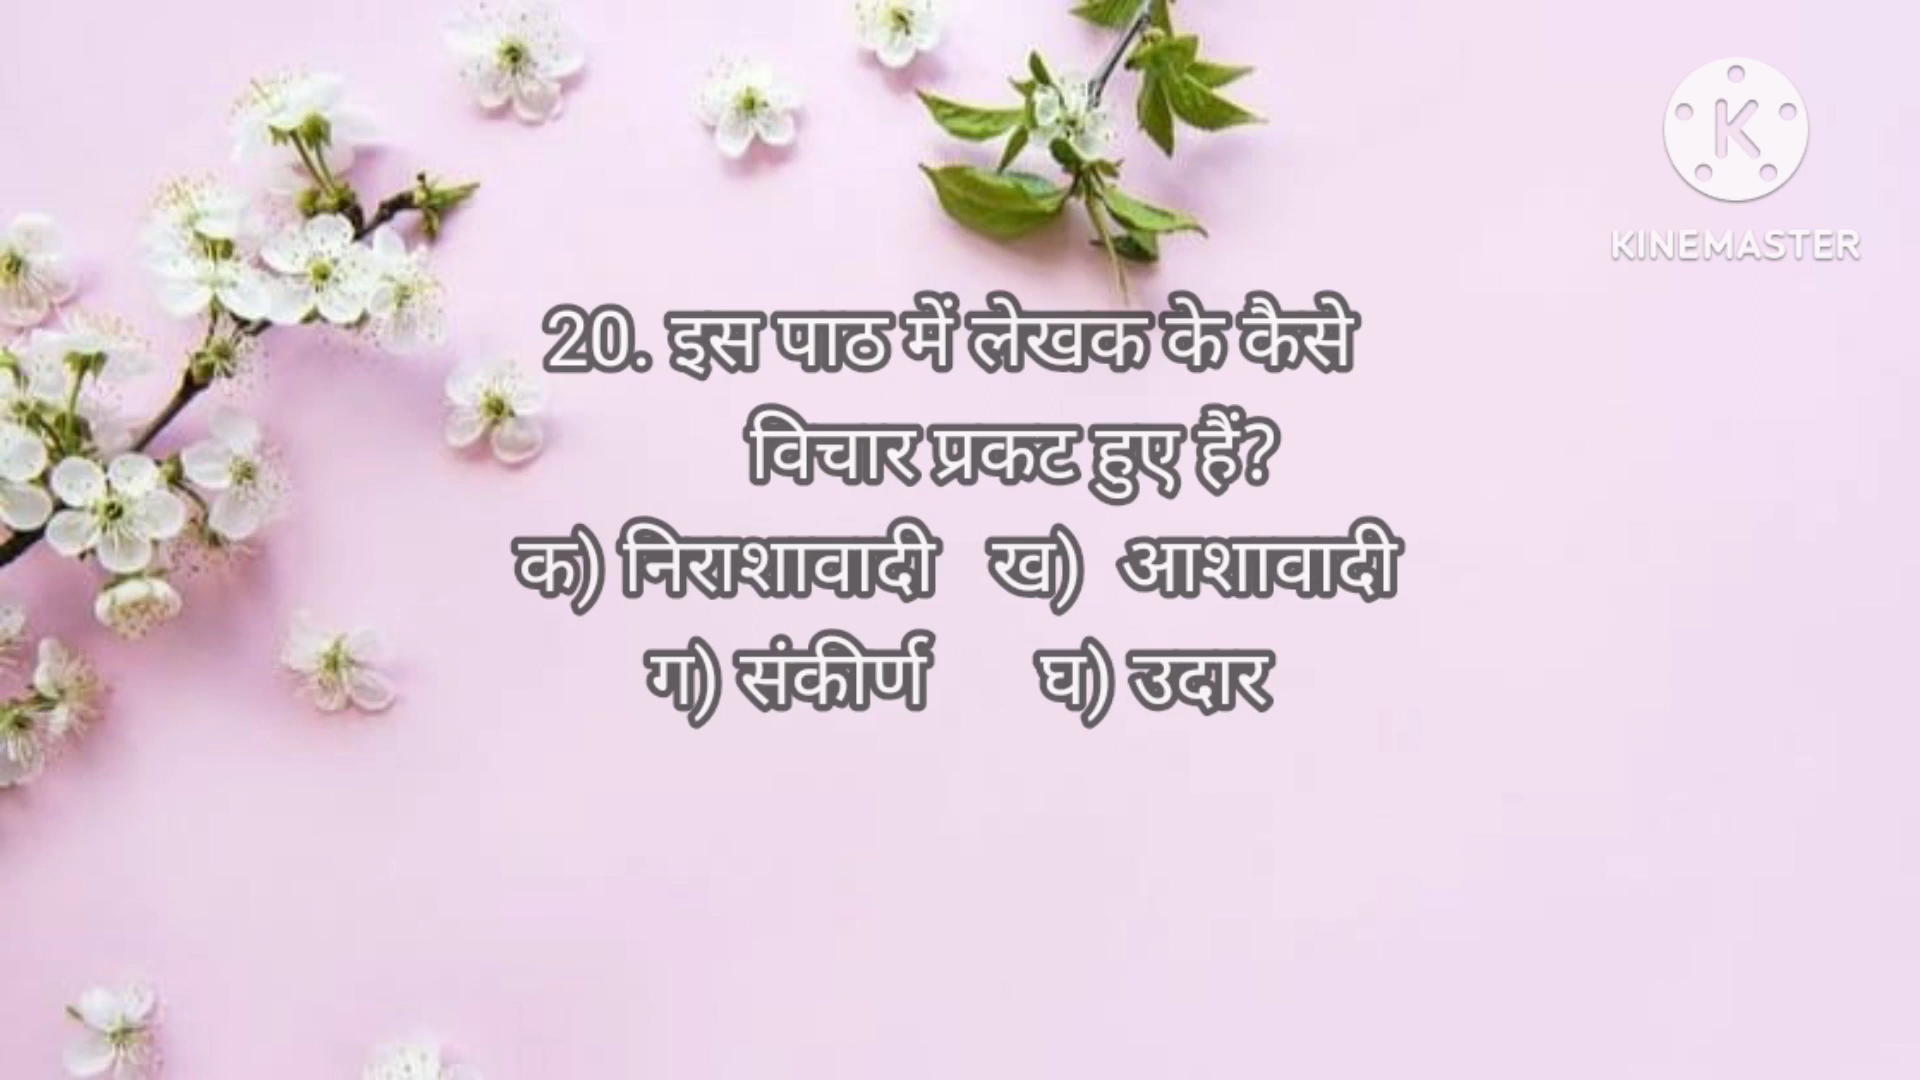 KINEMASTER
20. इस पाठ में लेखक के कैसे
विचार प्रकट हुए हैं?
क) निराशावादी ख) आशावादी
ग) संकीर्ण घ) उदार